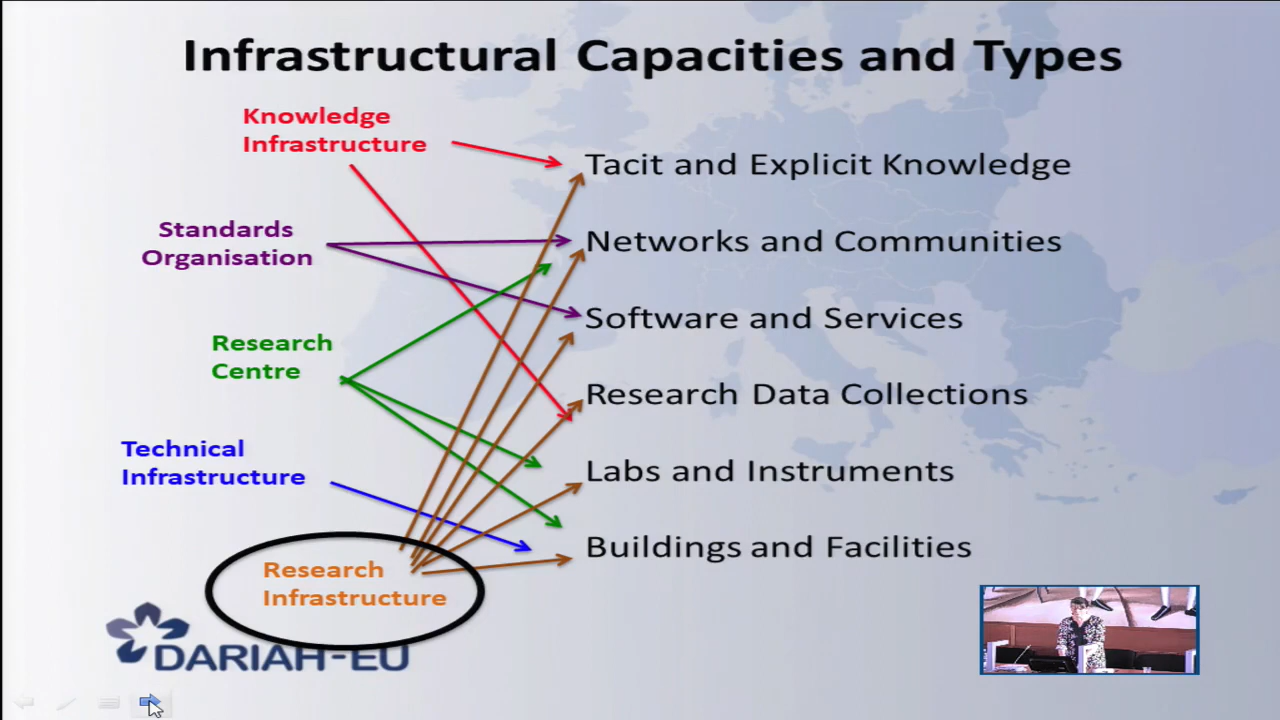 Infrastructural Capacities and Types
Knowledge
Infrastructure
Tacit and Explicit Knowledge
Standards
Organisation
Networks and Communities
Software and Services
Research
Centre
Research Data Collections
Technical
Infrastructure
Labs and Instruments
Buildings and Facilities
Research
Infrastructure
DARIAH-EU